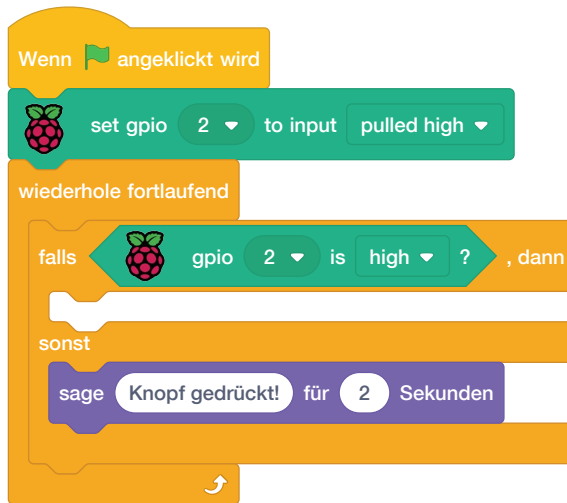 Wenn angeklickt wird
set gpio 2 to input pulled high
wiederhole fortlaufend
falls gpio 2 is high ? , dann
sonst
sage Knopf gedrückt! für 2 Sekunden